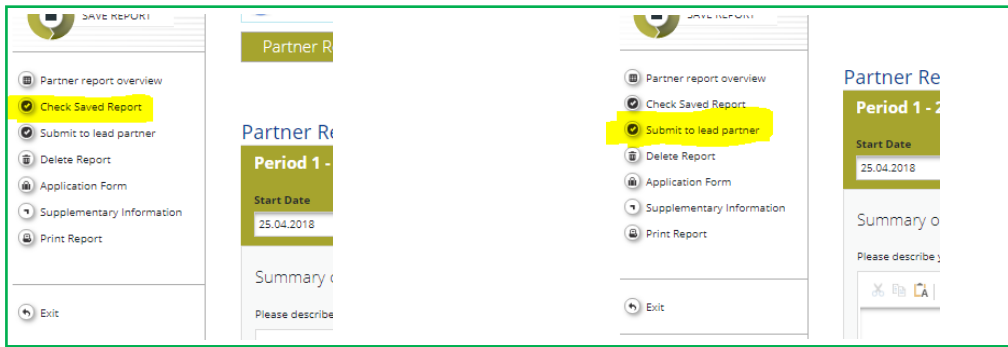 SAVE REPORT
Partner R
Partner report overview
Check Saved Report
Submit to lead partner
Delete Report
Application Form
Supplementary Information
Print Report
Exit
Partner Re
Period 1 -
Start Date
25.04.2018
Summary
Please describe
SAVE REPORT
Partner report overview
Check Saved Report
Submit to lead partner
Delete Report
Application Form
Supplementary Information
Print Report
Exit
Partner Re
Period 1 - 2
Start Date
25.04.2018
Summary o
Please describe